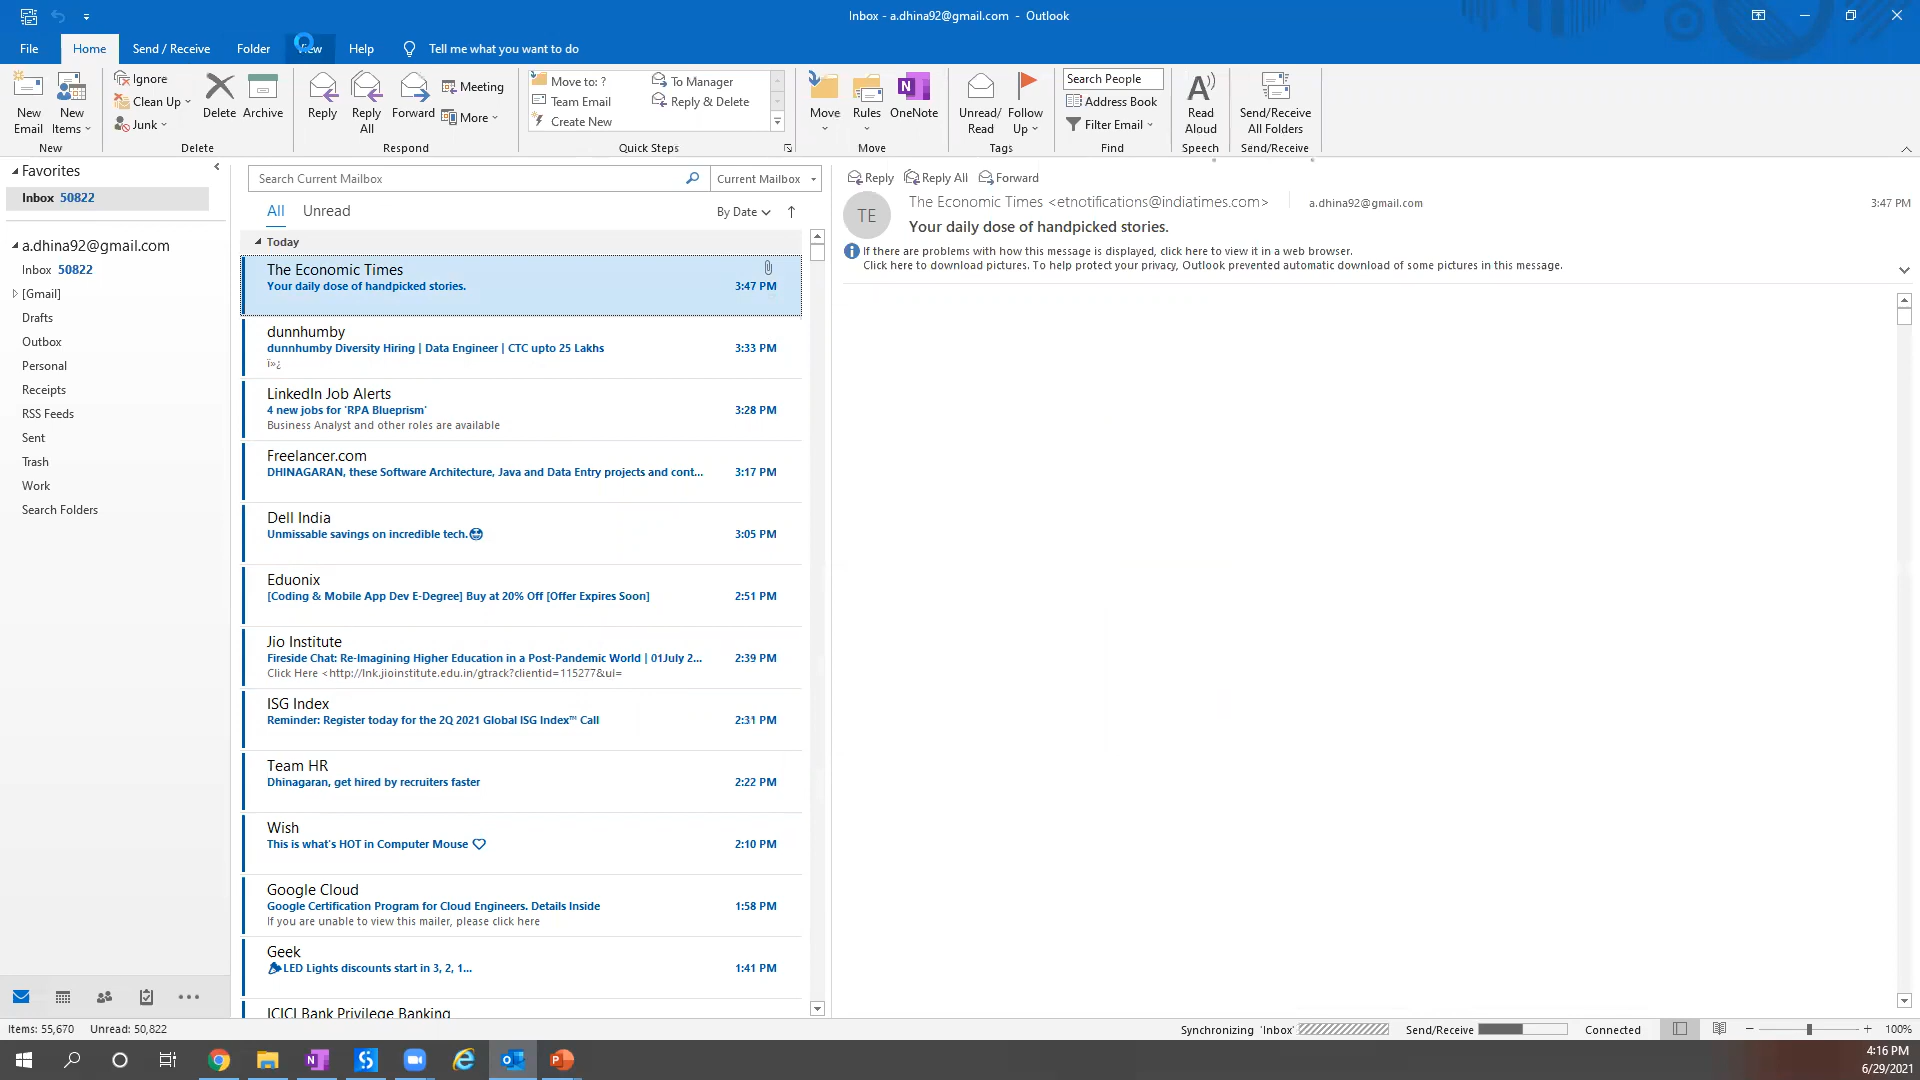 Inbox - a.dhina92@gmail.com - Outlook
File Home Send / Receive Folder View Help Tell me what you want to do
New Email
New Items
Ignore
Clean Up
Junk
Delete
Archive
Reply
Reply All
Forward
Meeting
More
Move to: ?
Team Email
Create New
To Manager
Reply & Delete
Move
Rules
OneNote
Unread/ Read
Follow Up
Search People
Address Book
Filter Email
Read Aloud
Send/Receive All Folders
New Delete Respond Quick Steps Move Tags Find Speech Send/Receive
Favorites
Inbox 50822
a.dhina92@gmail.com
Inbox 50822
[Gmail]
Drafts
Outbox
Personal
Receipts
RSS Feeds
Sent
Trash
Work
Search Folders
Search Current Mailbox Current Mailbox
All Unread By Date
Today
The Economic Times
Your daily dose of handpicked stories. 3:47 PM
dunnhumby
dunnhumby Diversity Hiring | Data Engineer | CTC upto 25 Lakhs 3:33 PM
ï»¿
LinkedIn Job Alerts
4 new jobs for 'RPA Blueprism' 3:28 PM
Business Analyst and other roles are available
Freelancer.com
DHINAGARAN, these Software Architecture, Java and Data Entry projects and cont... 3:17 PM
Dell India
Unmissable savings on incredible tech. 3:05 PM
Eduonix
[Coding & Mobile App Dev E-Degree] Buy at 20% Off [Offer Expires Soon] 2:51 PM
Jio Institute
Fireside Chat: Re-Imagining Higher Education in a Post-Pandemic World | 01July 2... 2:39 PM
Click Here <http://lnk.jioinstitute.edu.in/gtrack?clientid=115277&ul=
ISG Index
Reminder: Register today for the 2Q 2021 Global ISG Index™ Call 2:31 PM
Team HR
Dhinagaran, get hired by recruiters faster 2:22 PM
Wish
This is what's HOT in Computer Mouse 2:10 PM
Google Cloud
Google Certification Program for Cloud Engineers. Details Inside 1:58 PM
If you are unable to view this mailer, please click here
Geek
LED Lights discounts start in 3, 2, 1... 1:41 PM
ICICI Bank Privilege Banking
Reply Reply All Forward
TE
The Economic Times <etnotifications@indiatimes.com> a.dhina92@gmail.com 3:47 PM
Your daily dose of handpicked stories.
If there are problems with how this message is displayed, click here to view it in a web browser.
Click here to download pictures. To help protect your privacy, Outlook prevented automatic download of some pictures in this message.
Items: 55,670 Unread: 50,822 Synchronizing 'Inbox' Send/Receive Connected 100%
4:16 PM
6/29/2021